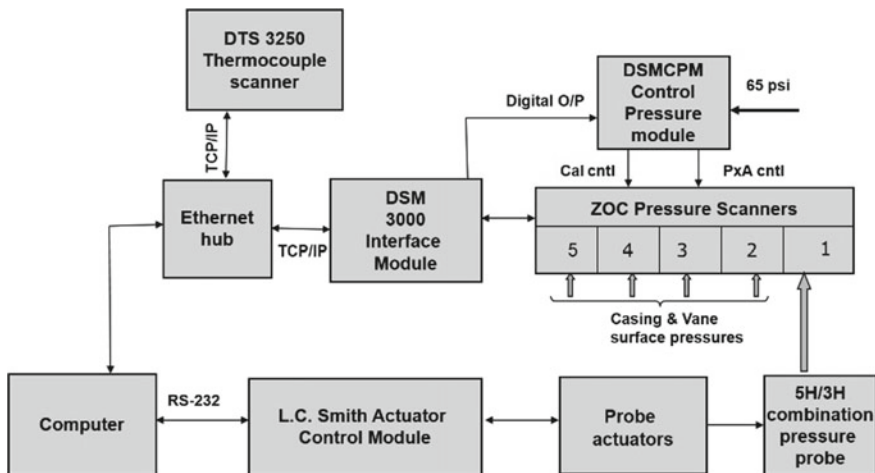 DTS 3250
Thermocouple
scanner
DSMCPM
Control
Pressure
module
65 psi
Digital O/P
TCP/IP
Cal cntl
PxA cntl
Ethernet
hub
TCP/IP
DSM
3000
Interface
Module
ZOC Pressure Scanners
5 4 3 2 1
Casing & Vane
surface pressures
Computer
RS-232
L.C. Smith Actuator
Control Module
Probe
actuators
5H/3H
combination
pressure
probe